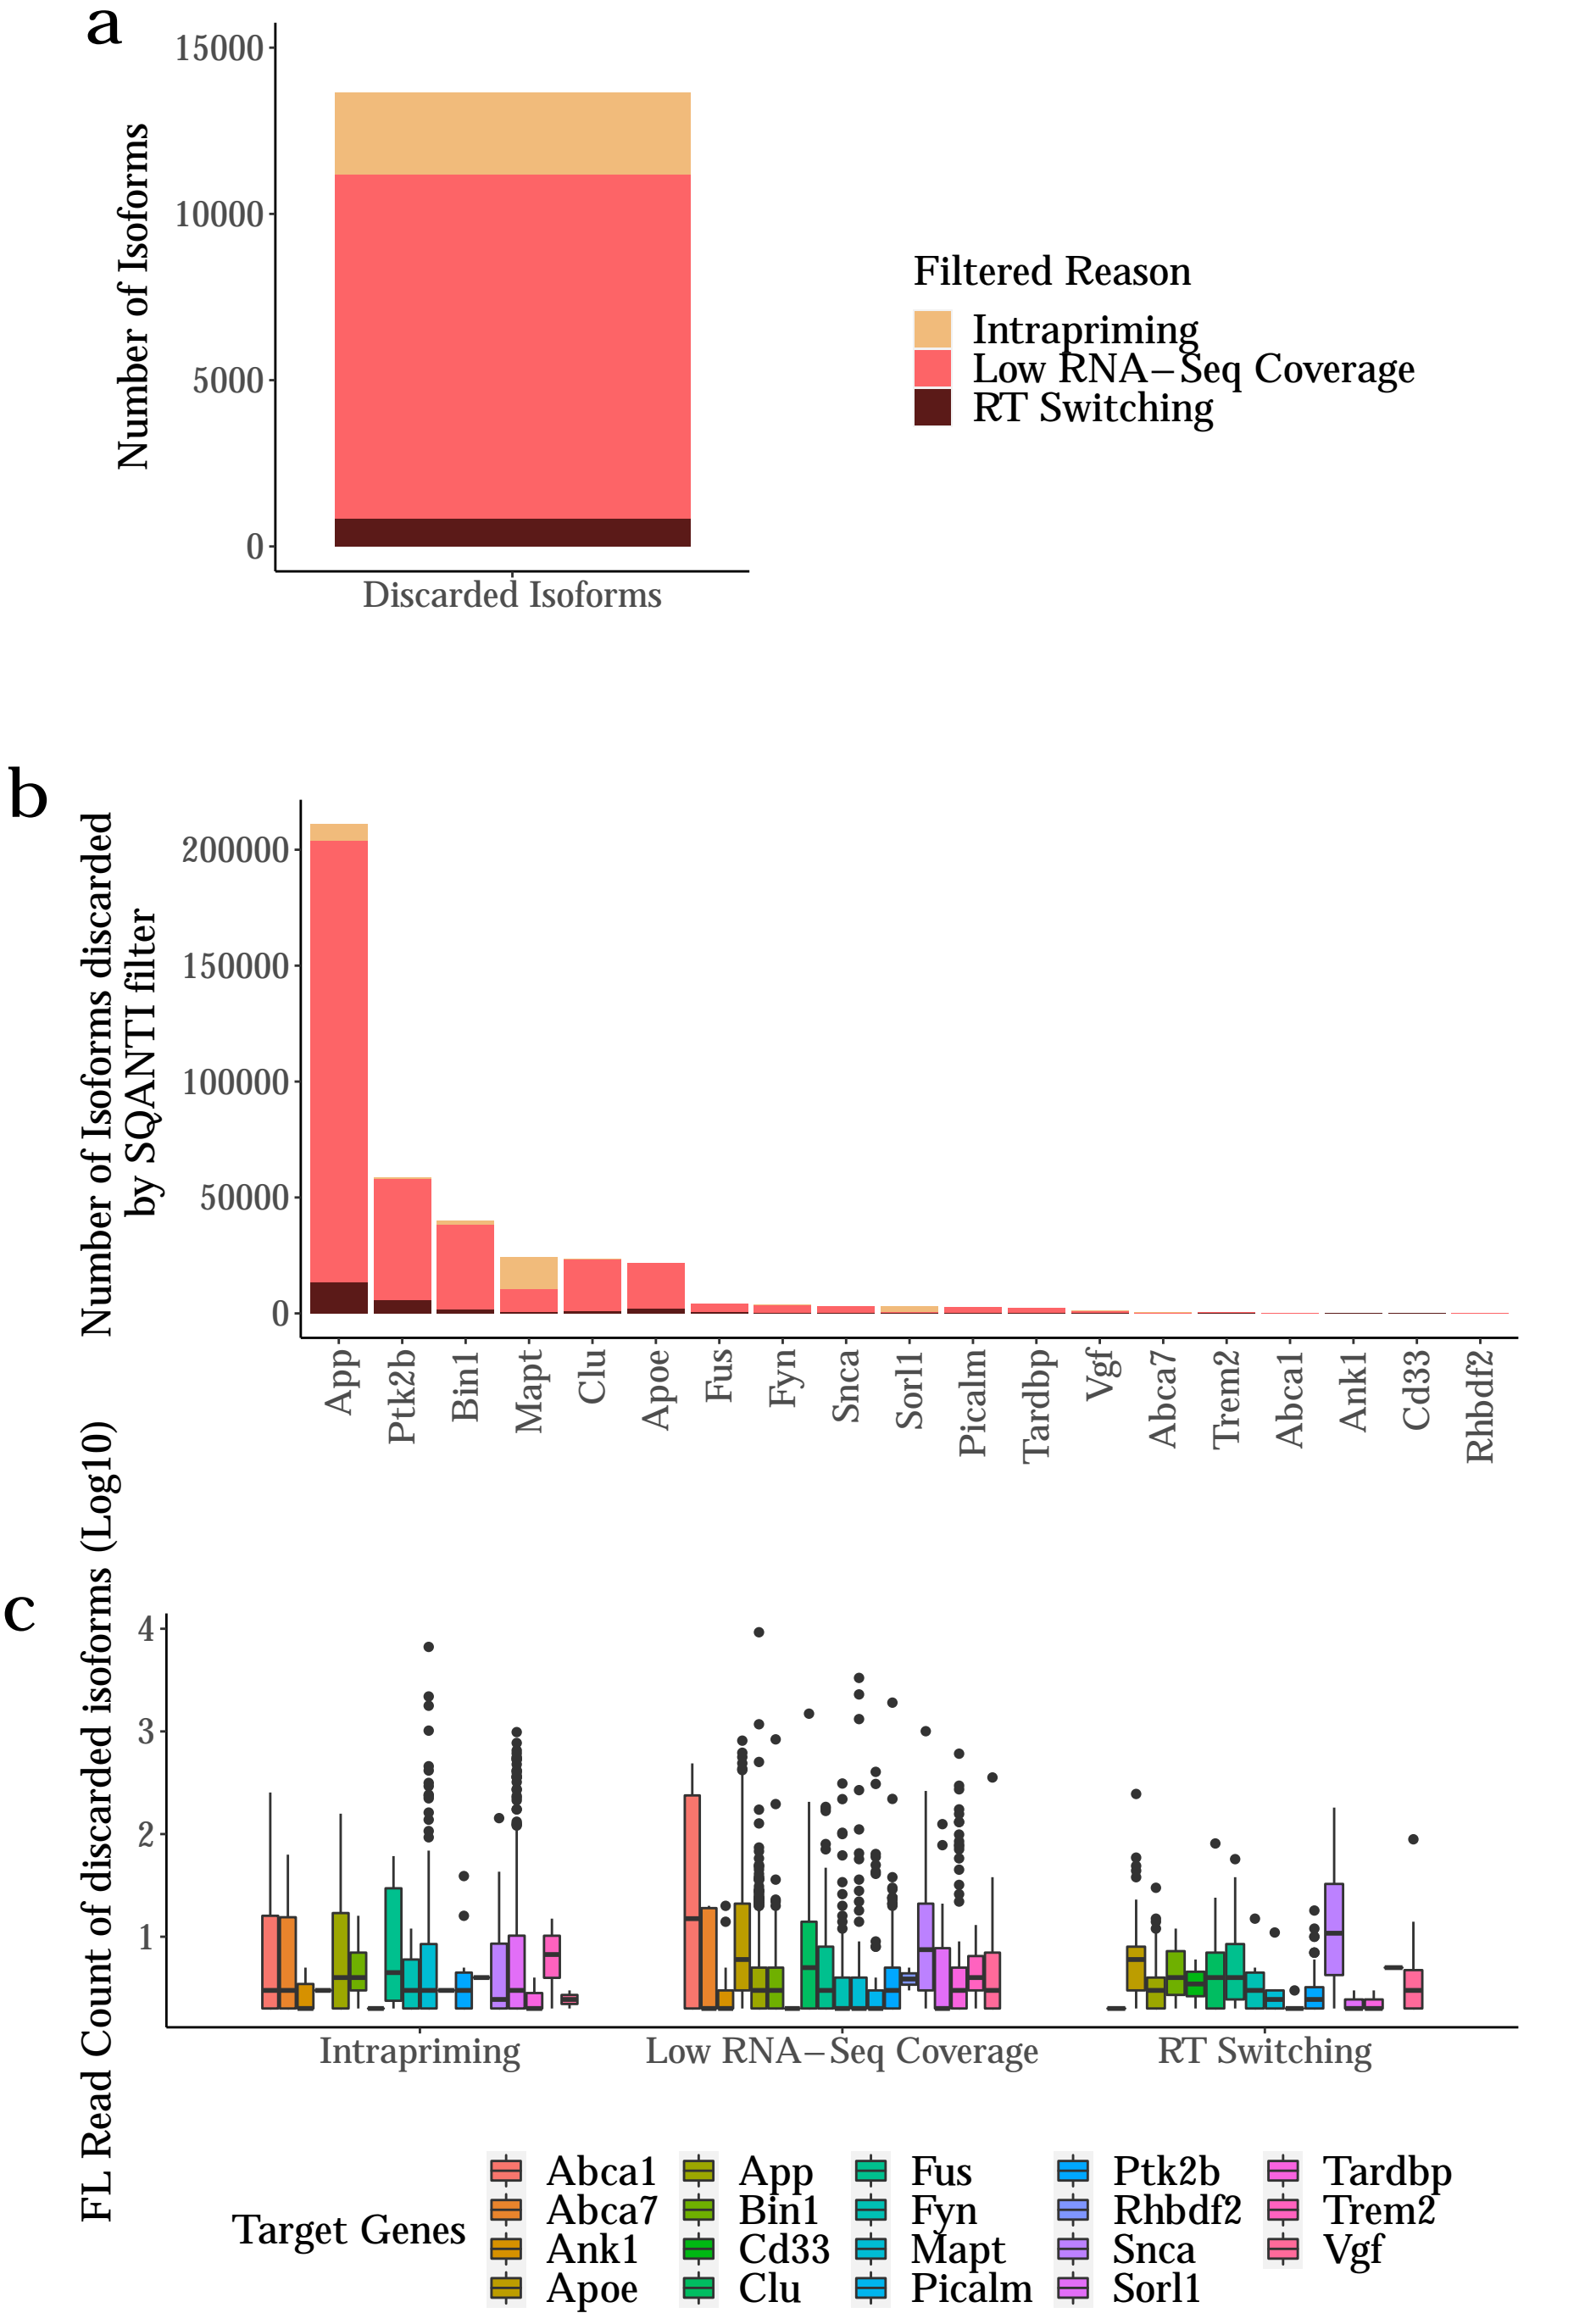 a
Number of Isoforms
15000
10000
5000
0
Discarded Isoforms
Filtered Reason
Intrapriming
Low RNA−Seq Coverage
RT Switching
b
Number of Isoforms discarded
by SQANTI filter
200000
150000
100000
50000
0
App
Ptk2b
Bin1
Mapt
Clu
Apoe
Fus
Fyn
Snca
Sorl1
Picalm
Tardbp
Vgf
Abca7
Trem2
Abca1
Ank1
Cd33
Rhbdf2
c
FL Read Count of discarded isoforms (Log10)
4
3
2
1
Intrapriming
Low RNA−Seq Coverage
RT Switching
Target Genes
Abca1
Abca7
Ank1
Apoe
App
Bin1
Cd33
Clu
Fus
Fyn
Mapt
Picalm
Ptk2b
Rhbdf2
Snca
Sorl1
Tardbp
Trem2
Vgf